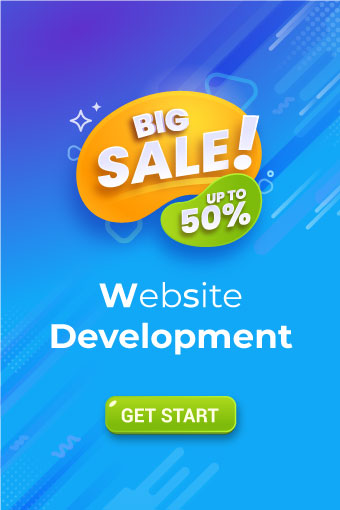 BIG
SALE!
UP TO
50%
Website
Development
GET START